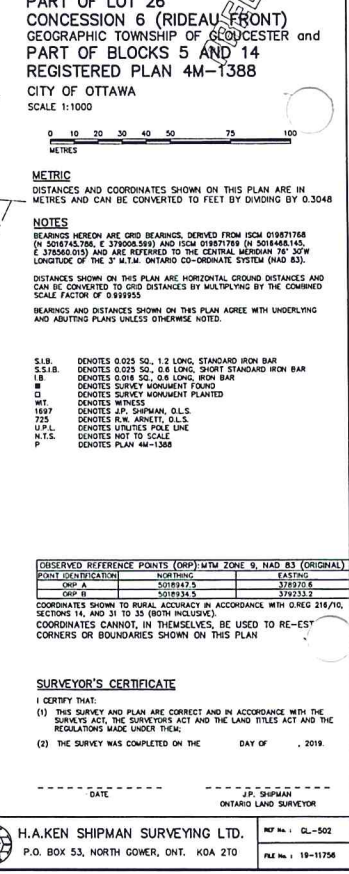 PART OF LOT 26
CONCESSION 6 (RIDEAU FRONT)
GEOGRAPHIC TOWNSHIP OF GLOUCESTER and
PART OF BLOCKS 5 AND 14
REGISTERED PLAN 4M-1388
CITY OF OTTAWA
SCALE 1:1000
0 10 20 30 40 50 75 100
METRES
METRIC
DISTANCES AND COORDINATES SHOWN ON THIS PLAN ARE IN
METRES AND CAN BE CONVERTED TO FEET BY DIVIDING BY 0.3048
NOTES
BEARINGS HEREON ARE GRID BEARINGS, DERIVED FROM ISCM 019871768
(N 5016745.786, E 379008.599) AND ISCM 019871769 (N 5016468.145,
E 378560.015) AND ARE REFERRED TO THE CENTRAL MERIDIAN 76° 30'W
LONGITUDE OF THE 3° M.T.M. ONTARIO CO-ORDINATE SYSTEM (NAD 83).
DISTANCES SHOWN ON THIS PLAN ARE HORIZONTAL GROUND DISTANCES AND
CAN BE CONVERTED TO GRID DISTANCES BY MULTIPLYNG BY THE COMBINED
SCALE FACTOR OF 0.999955
BEARINGS AND DISTANCES SHOWN ON THIS PLAN AGREE WITH UNDERLYING
AND ABUTTING PLANS UNLESS OTHERWISE NOTED.
S.I.B. DENOTES 0.025 SQ., 1.2 LONG, STANDARD IRON BAR
S.S.I.B. DENOTES 0.025 SQ., 0.6 LONG, SHORT STANDARD IRON BAR
I.B. DENOTES 0.016 SQ., 0.6 LONG, IRON BAR
■ DENOTES SURVEY MONUMENT FOUND
□ DENOTES SURVEY MONUMENT PLANTED
WIT. DENOTES WITNESS
1697 DENOTES J.P. SHIPMAN, O.L.S.
725 DENOTES R.W. ARNETT, O.L.S.
U.P.L. DENOTES UTILITIES POLE LINE
N.T.S. DENOTES NOT TO SCALE
P DENOTES PLAN 4M-1388
OBSERVED REFERENCE POINTS (ORP): MTM ZONE 9, NAD 83 (ORIGINAL)
POINT IDENTIFICATION NORTHING EASTING
ORP A 5018947.5 378970.6
ORP B 5018934.5 379233.2
COORDINATES SHOWN TO RURAL ACCURACY IN ACCORDANCE WITH O.REG 216/10,
SECTIONS 14, AND 31 TO 35 (BOTH INCLUSIVE).
COORDINATES CANNOT, IN THEMSELVES, BE USED TO RE-EST
CORNERS OR BOUNDARIES SHOWN ON THIS PLAN
SURVEYOR'S CERTIFICATE
I CERTIFY THAT:
(1) THIS SURVEY AND PLAN ARE CORRECT AND IN ACCORDANCE WITH THE
SURVEYS ACT, THE SURVEYORS ACT AND THE LAND TITLES ACT AND THE
REGULATIONS MADE UNDER THEM;
(2) THE SURVEY WAS COMPLETED ON THE DAY OF , 2019.
DATE
J.P. SHIPMAN
ONTARIO LAND SURVEYOR
H.A.KEN SHIPMAN SURVEYING LTD.
P.O. BOX 53, NORTH GOWER, ONT. K0A 2T0
REF No. : GL-502
FILE No. : 19-11756